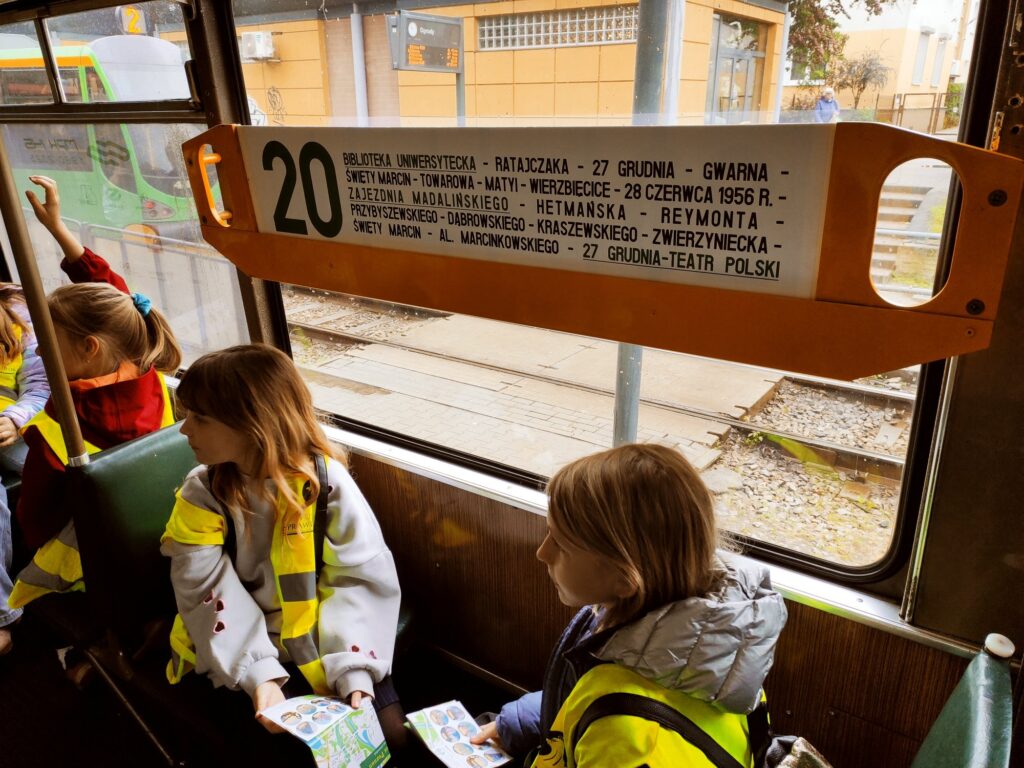 2
Ogrody
20
BIBLIOTEKA UNIWERSYTECKA - RATAJCZAKA - 27 GRUDNIA - GWARNA -
ŚWIĘTY MARCIN - TOWAROWA - MATYI - WIERZBIĘCICE - 28 CZERWCA 1956 R. -
ZAJEZDNIA MADALIŃSKIEGO - HETMAŃSKA - REYMONTA -
PRZYBYSZEWSKIEGO - DĄBROWSKIEGO - KRASZEWSKIEGO - ZWIERZYNIECKA -
ŚWIĘTY MARCIN - AL. MARCINKOWSKIEGO - 27 GRUDNIA-TEATR POLSKI